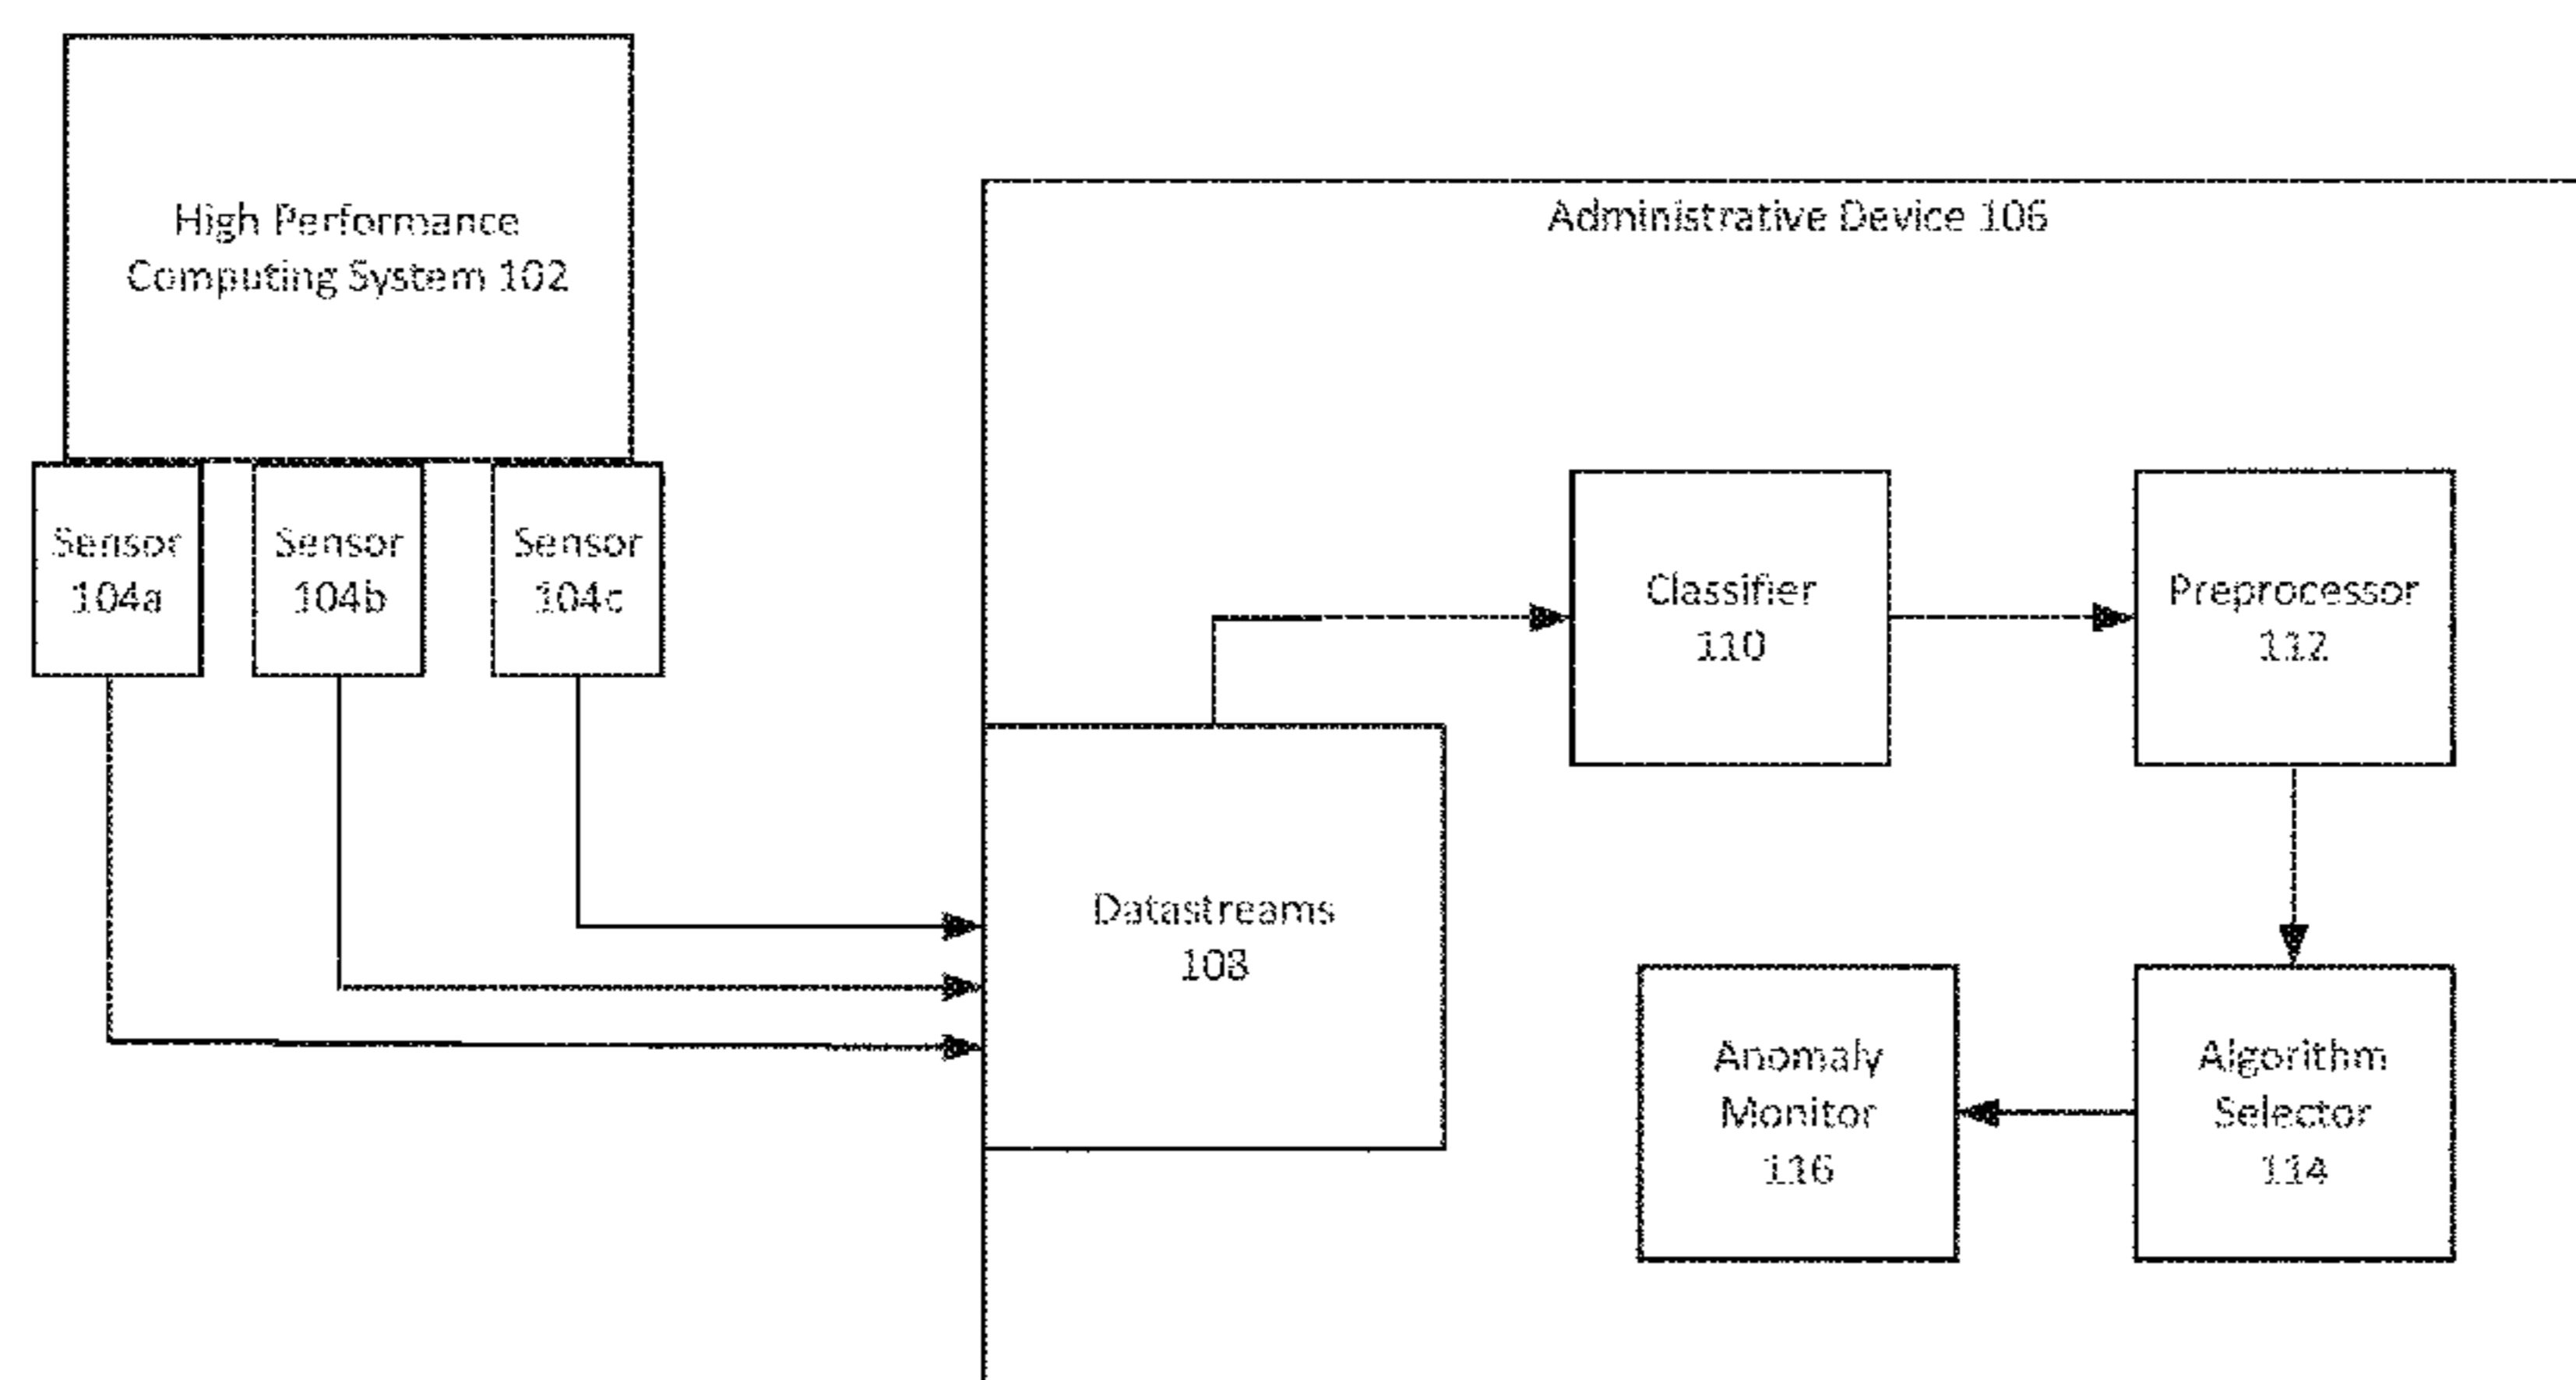 High Performance
Computing System 102
Administrative Device 106
Sensor
104a
Sensor
104b
Sensor
104c
Classifier
110
Preprocessor
112
Datastreams
108
Anomaly
Monitor
116
Algorithm
Selector
114